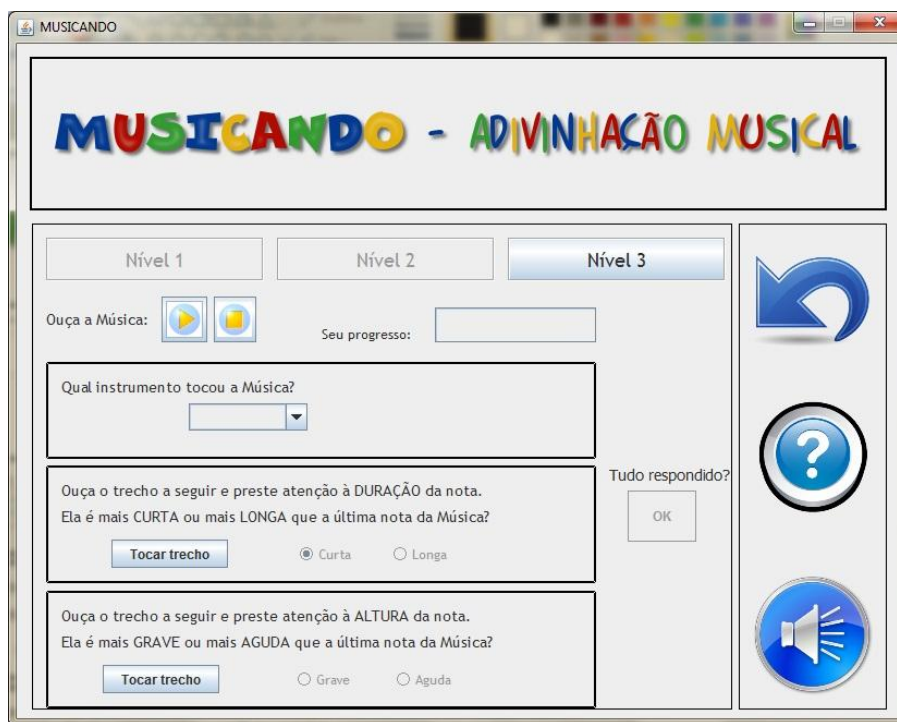 MUSICANDO
MUSICANDO - ADIVINHAÇÃO MUSICAL
Nível 1 Nível 2 Nível 3
Ouça a Música:
Seu progresso:
Qual instrumento tocou a Música?
Ouça o trecho a seguir e preste atenção à DURAÇÃO da nota.
Ela é mais CURTA ou mais LONGA que a última nota da Música?
Tocar trecho Curta Longa
Tudo respondido?
OK
Ouça o trecho a seguir e preste atenção à ALTURA da nota.
Ela é mais GRAVE ou mais AGUDA que a última nota da Música?
Tocar trecho Grave Aguda
?